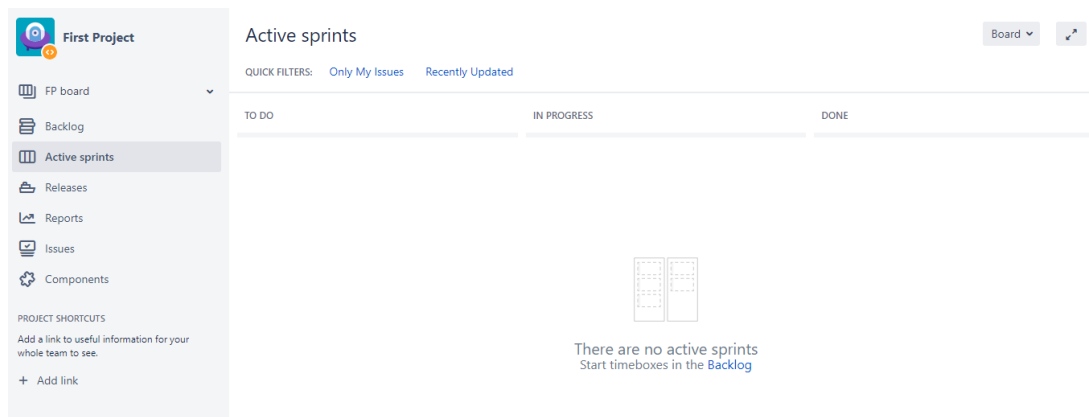 First Project
FP board
Backlog
Active sprints
Releases
Reports
Issues
Components
PROJECT SHORTCUTS
Add a link to useful information for your
whole team to see.
+ Add link
Active sprints
Board
QUICK FILTERS: Only My Issues Recently Updated
TO DO IN PROGRESS DONE
There are no active sprints
Start timeboxes in the Backlog